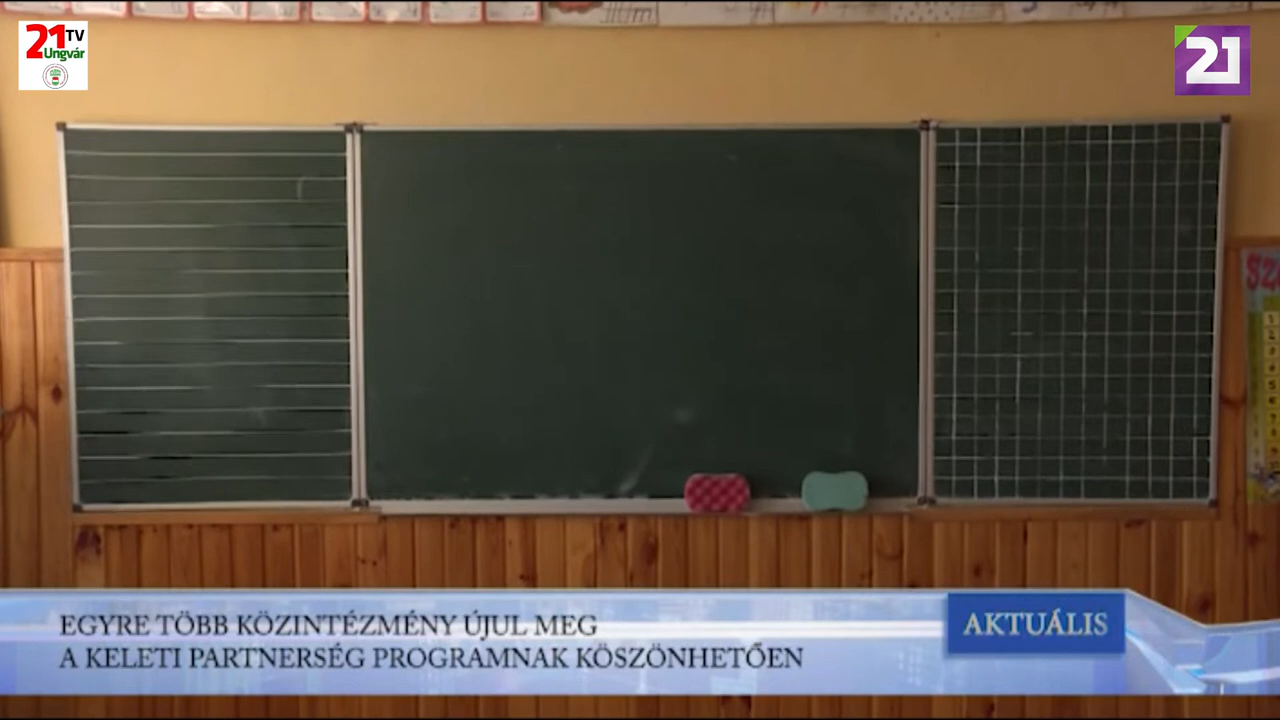 21 TV
Ungvár
21
EGYRE TÖBB KÖZINTÉZMÉNY ÚJUL MEG
A KELETI PARTNERSÉG PROGRAMNAK KÖSZÖNHETŐEN
AKTUÁLIS